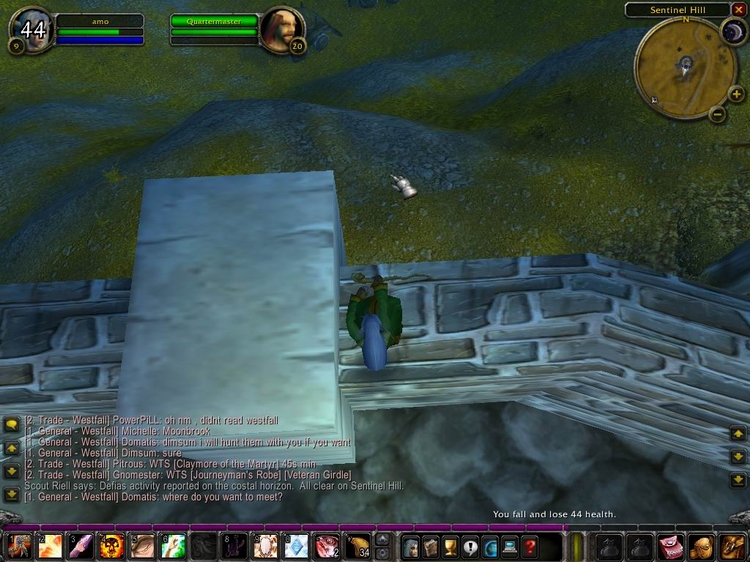 amo
Quartermaster
Sentinel Hill
44
9
20
N
[2. Trade - Westfall] PowerPiLL: oh nm , didnt read westfall
[1. General - Westfall] Michelle: Moonbrook
[1. General - Westfall] Domatis: dimsum i will hunt them with you if you want
[1. General - Westfall] Dimsum: sure
[2. Trade - Westfall] Pitrous: WTS [Claymore of the Martyr] 45s min
[2. Trade - Westfall] Gnomester: WTS [Journeyman's Robe] [Veteran Girdle]
Scout Riell says: Defias activity reported on the costal horizon. All clear on Sentinel Hill.
[1. General - Westfall] Domatis: where do you want to meet?
You fall and lose 44 health.